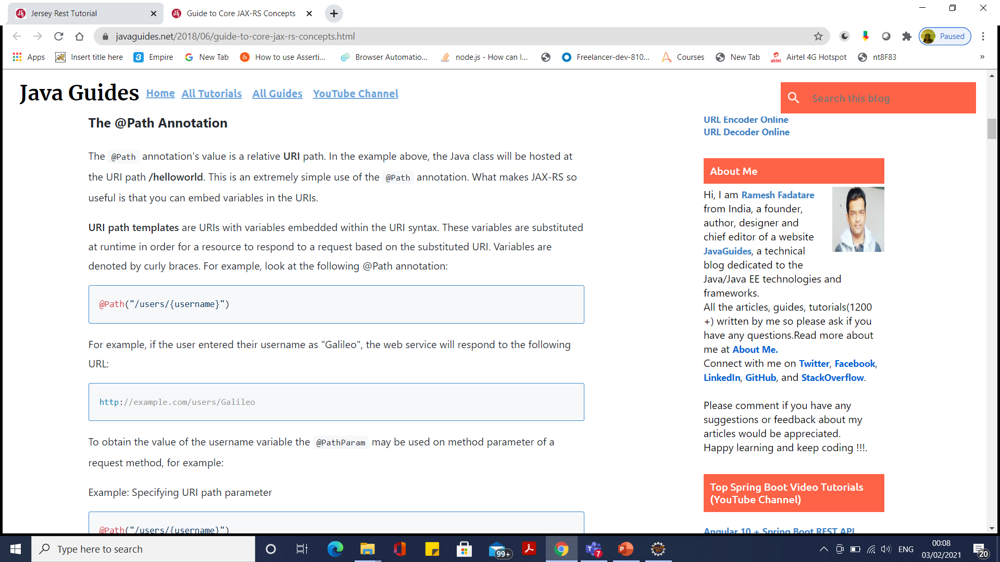 Jersey Rest Tutorial
Guide to Core JAX-RS Concepts
javaguides.net/2018/06/guide-to-core-jax-rs-concepts.html
Paused
Apps
Insert title here
Empire
New Tab
How to use Asserti...
Browser Automatio...
node.js - How can I...
Freelancer-dev-810...
Courses
New Tab
airtel
Airtel 4G Hotspot
nt8F83
»
Java Guides Home All Tutorials All Guides YouTube Channel
Search this blog
The @Path Annotation
The @Path annotation's value is a relative URI path. In the example above, the Java class will be hosted at
the URI path /helloworld. This is an extremely simple use of the @Path annotation. What makes JAX-RS so
useful is that you can embed variables in the URIs.
URI path templates are URIs with variables embedded within the URI syntax. These variables are substituted
at runtime in order for a resource to respond to a request based on the substituted URI. Variables are
denoted by curly braces. For example, look at the following @Path annotation:
@Path("/users/{username}")
For example, if the user entered their username as "Galileo", the web service will respond to the following
URL:
http://example.com/users/Galileo
To obtain the value of the username variable the @PathParam may be used on method parameter of a
request method, for example:
Example: Specifying URI path parameter
@Path("/users/{username}")
URL Encoder Online
URL Decoder Online
About Me
Hi, I am Ramesh Fadatare
from India, a founder,
author, designer and
chief editor of a website
JavaGuides, a technical
blog dedicated to the
Java/Java EE technologies and
frameworks.
All the articles, guides, tutorials(1200
+) written by me so please ask if you
have any questions.Read more about
me at About Me.
Connect with me on Twitter, Facebook,
LinkedIn, GitHub, and StackOverflow.
Please comment if you have any
suggestions or feedback about my
articles would be appreciated.
Happy learning and keep coding !!!.
Top Spring Boot Video Tutorials
(YouTube Channel)
Angular 10 + Spring Boot REST API
Type here to search
99+
7
ENG
00:08
03/02/2021
20